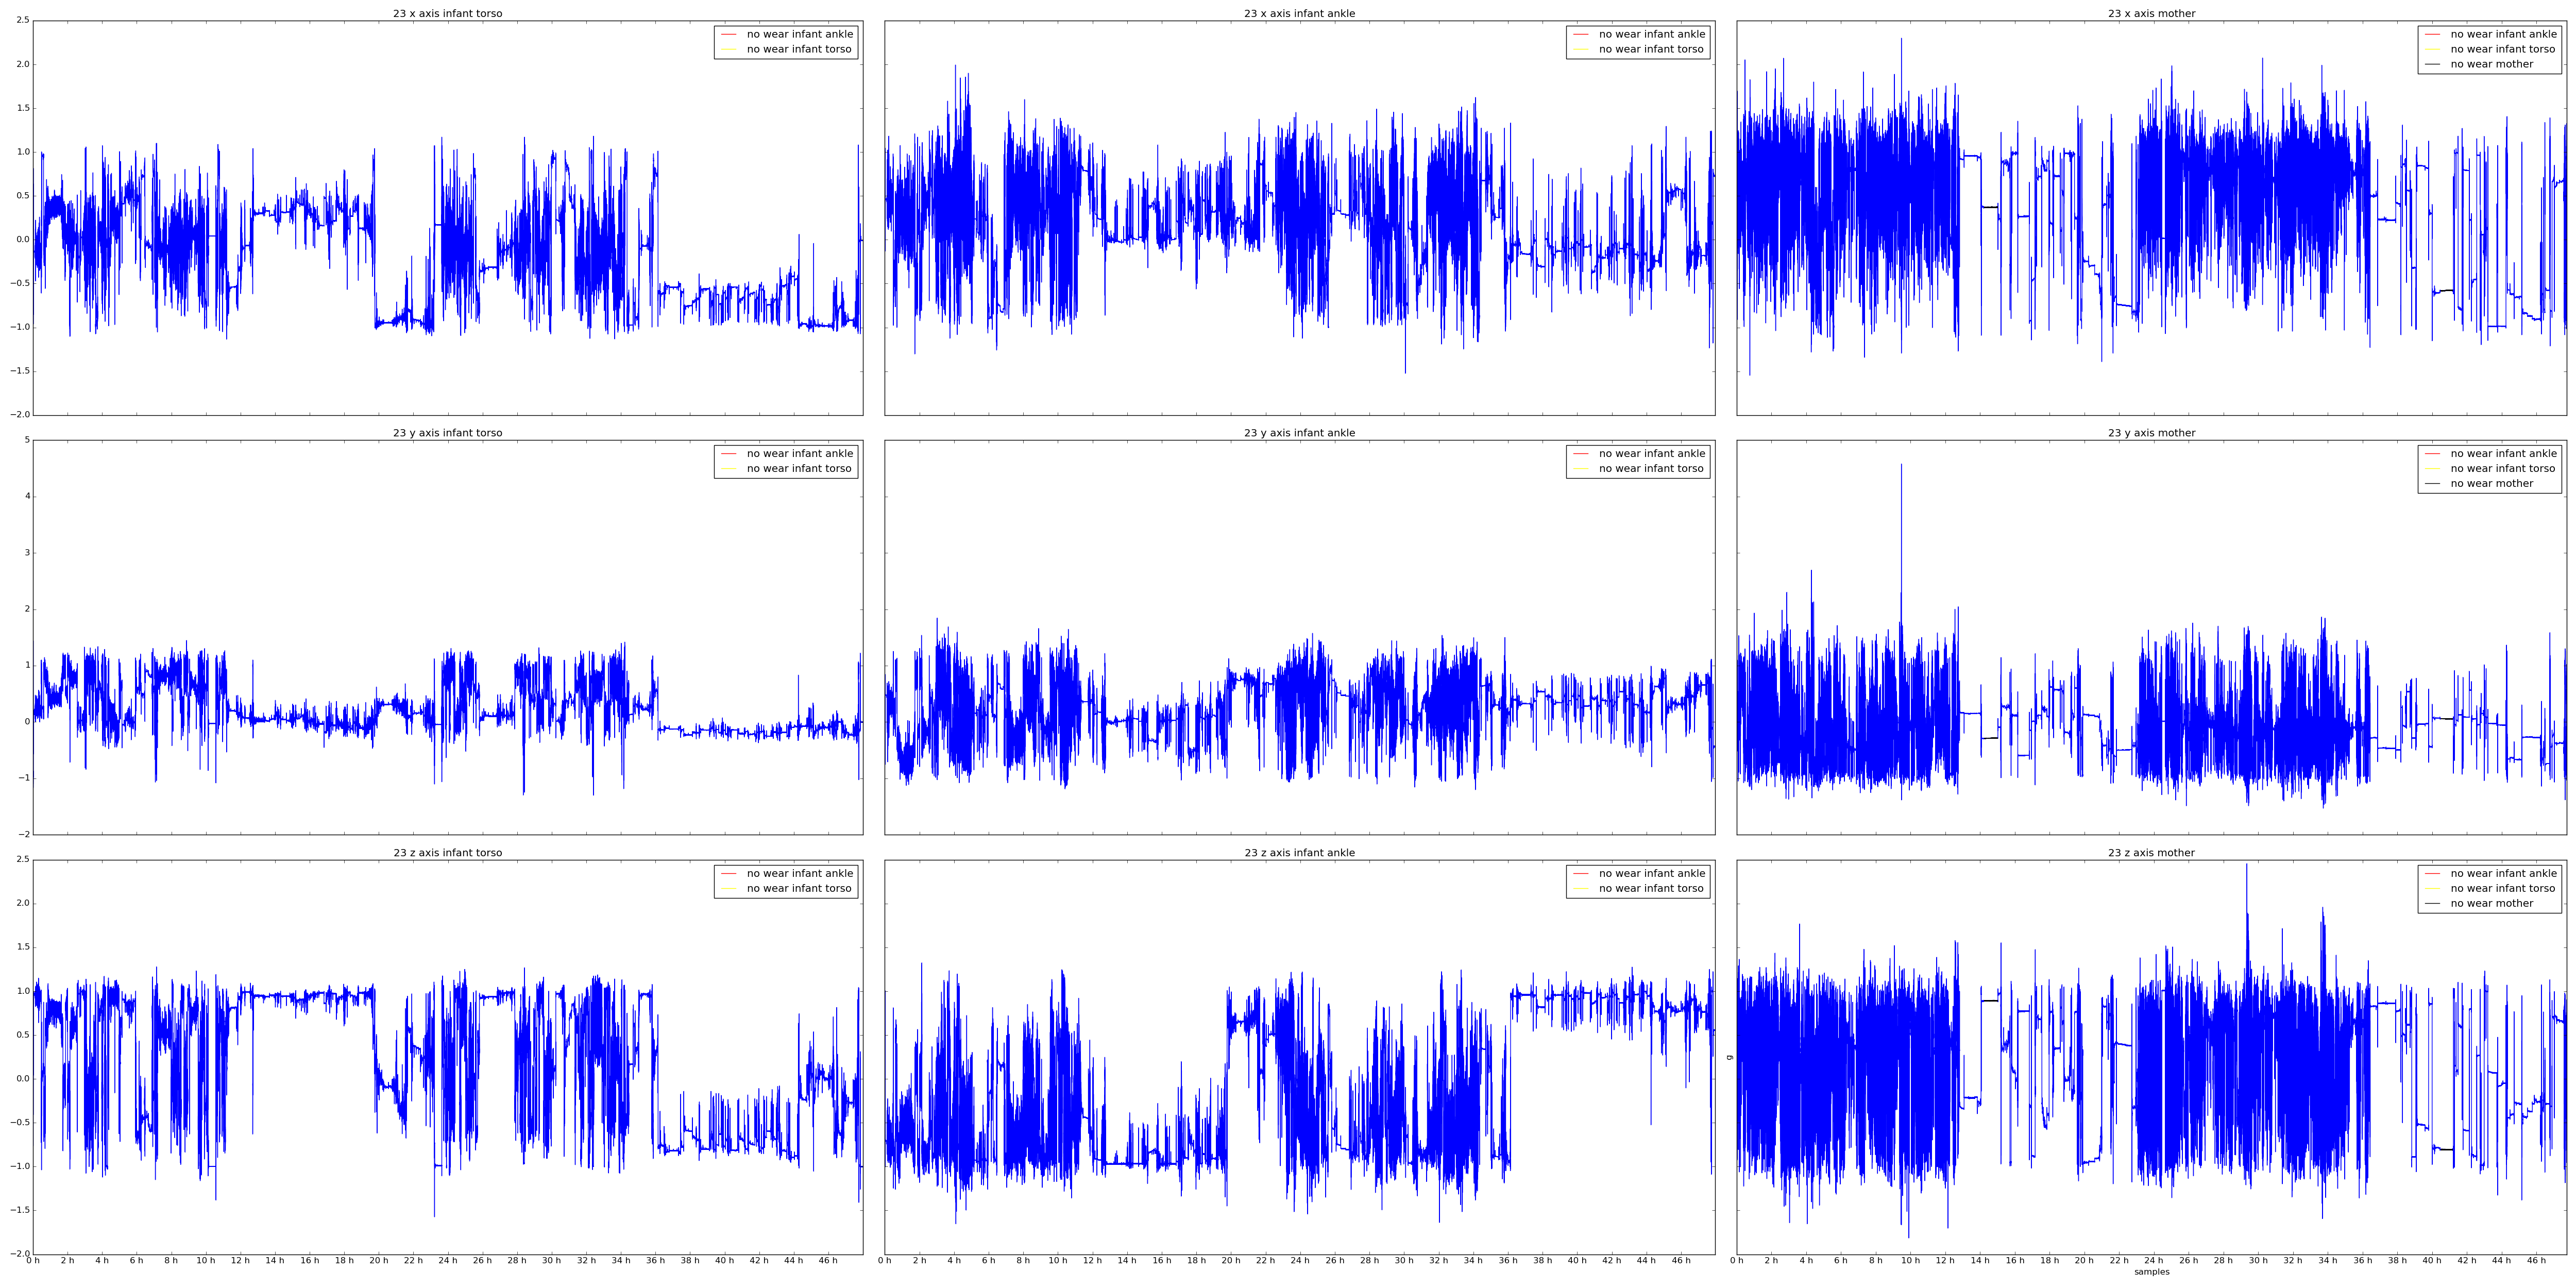 23 x axis infant torso
23 x axis infant ankle
23 x axis mother
no wear infant ankle
no wear infant torso
no wear infant ankle
no wear infant torso
no wear infant ankle
no wear infant torso
no wear mother
2.5
2.0
1.5
1.0
0.5
0.0
−0.5
−1.0
−1.5
−2.0
23 y axis infant torso
23 y axis infant ankle
23 y axis mother
no wear infant ankle
no wear infant torso
no wear infant ankle
no wear infant torso
no wear infant ankle
no wear infant torso
no wear mother
5
4
3
2
1
0
−1
−2
23 z axis infant torso
23 z axis infant ankle
23 z axis mother
no wear infant ankle
no wear infant torso
no wear infant ankle
no wear infant torso
no wear infant ankle
no wear infant torso
no wear mother
2.5
2.0
1.5
1.0
0.5
0.0
−0.5
−1.0
−1.5
−2.0
g
0 h 2 h 4 h 6 h 8 h 10 h 12 h 14 h 16 h 18 h 20 h 22 h 24 h 26 h 28 h 30 h 32 h 34 h 36 h 38 h 40 h 42 h 44 h 46 h
0 h 2 h 4 h 6 h 8 h 10 h 12 h 14 h 16 h 18 h 20 h 22 h 24 h 26 h 28 h 30 h 32 h 34 h 36 h 38 h 40 h 42 h 44 h 46 h
0 h 2 h 4 h 6 h 8 h 10 h 12 h 14 h 16 h 18 h 20 h 22 h 24 h 26 h 28 h 30 h 32 h 34 h 36 h 38 h 40 h 42 h 44 h 46 h
samples